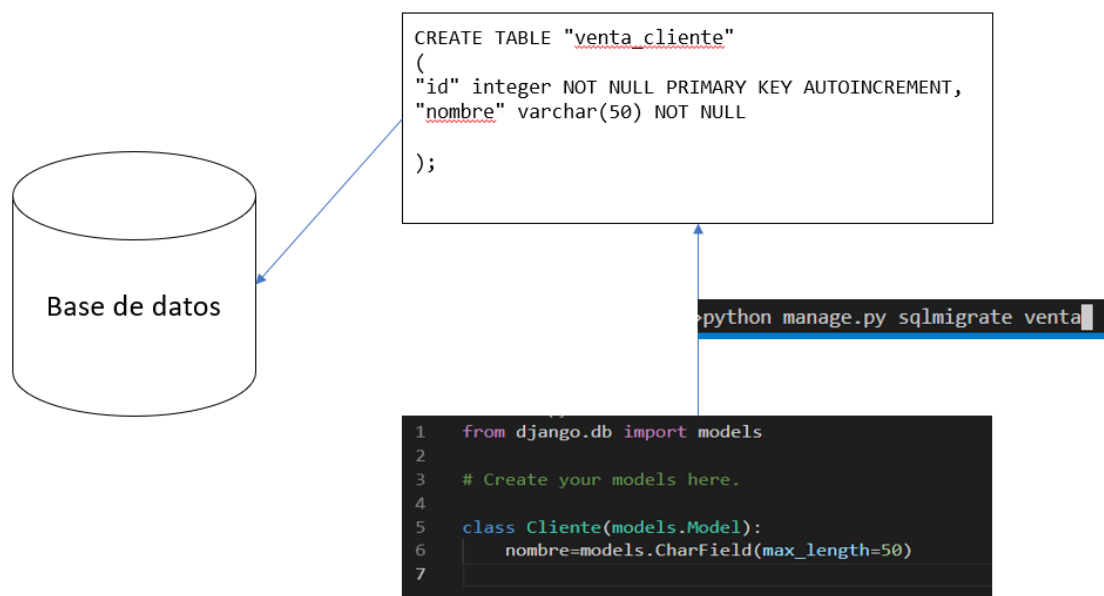 CREATE TABLE "venta_cliente"
(
"id" integer NOT NULL PRIMARY KEY AUTOINCREMENT,
"nombre" varchar(50) NOT NULL
);
Base de datos
>python manage.py sqlmigrate venta
1 from django.db import models
2
3 # Create your models here.
4
5 class Cliente(models.Model):
6 nombre=models.CharField(max_length=50)
7